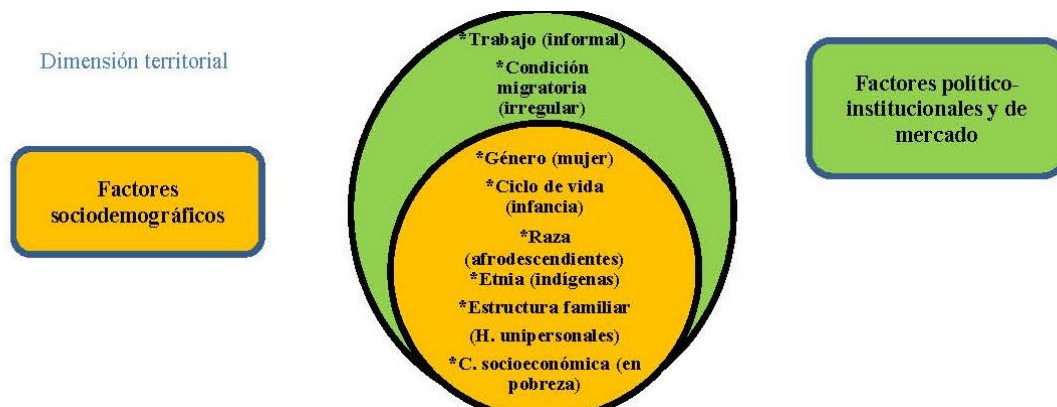 Dimensión territorial
Factores
sociodemográficos
*Trabajo (informal)
*Condición
migratoria
(irregular)
*Género (mujer)
*Ciclo de vida
(infancia)
*Raza
(afrodescendientes)
*Etnia (indígenas)
*Estructura familiar
(H. unipersonales)
*C. socioeconómica (en
pobreza)
Factores político-
institucionales y de
mercado